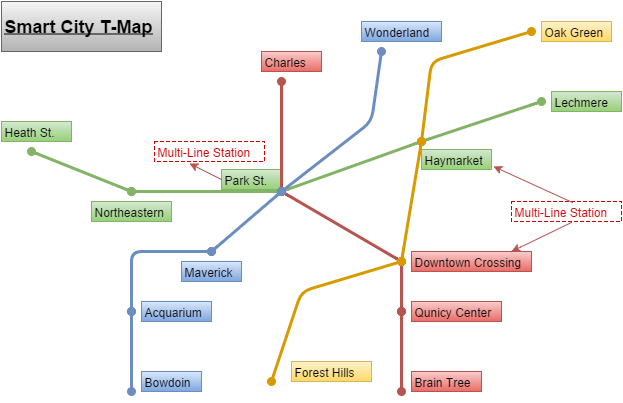 Smart City T-Map
Wonderland
Oak Green
Charles
Lechmere
Heath St.
Multi-Line Station
Haymarket
Park St.
Northeastern
Multi-Line Station
Maverick
Downtown Crossing
Acquarium
Qunicy Center
Forest Hills
Bowdoin
Brain Tree